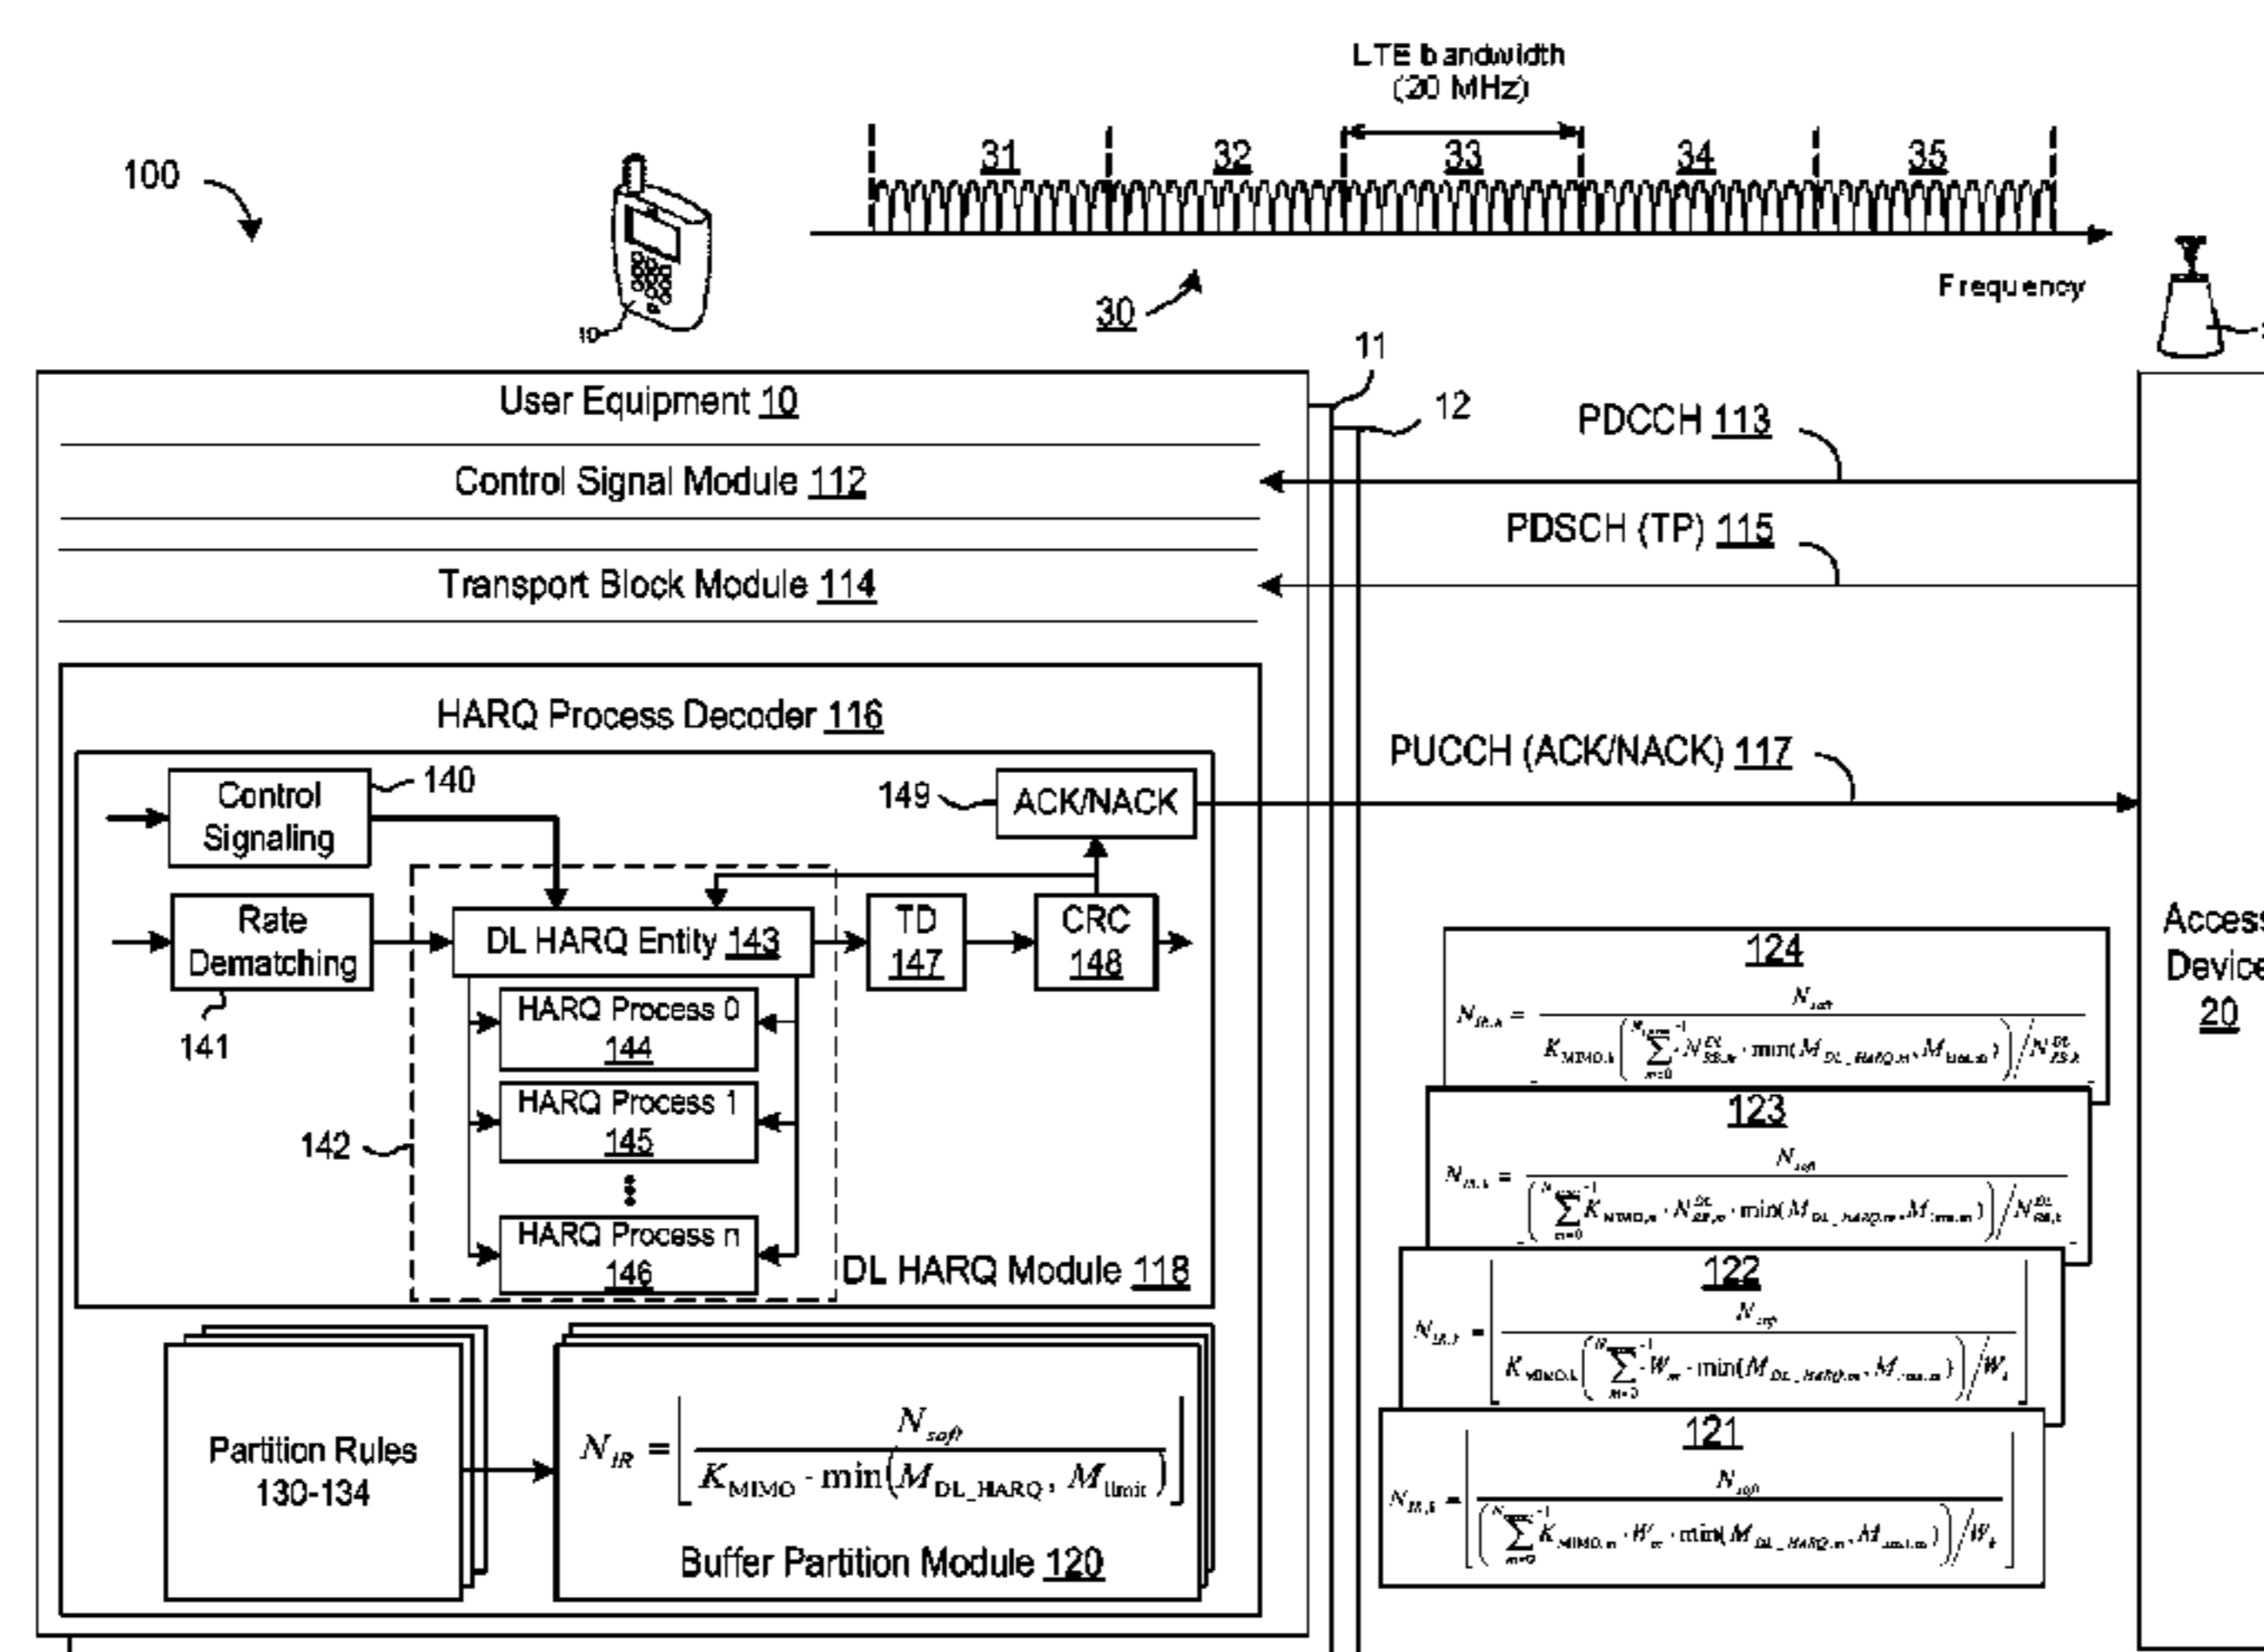 LTE bandwidth
(20 MHz)
100
31 32 33 34 35
Frequency
30
10
11
12
User Equipment 10
PDCCH 113
Control Signal Module 112
PDSCH (TP) 115
Transport Block Module 114
HARQ Process Decoder 116
PUCCH (ACK/NACK) 117
Control
Signaling
140
149
ACK/NACK
Rate
Dematching
141
DL HARQ Entity 143
TD
147
CRC
148
HARQ Process 0
144
HARQ Process 1
145
142
HARQ Process n
146
DL HARQ Module 118
Partition Rules
130-134
N_IR = ⌊ N_soft / (K_MIMO · min(M_DL_HARQ, M_limit)) ⌋
Buffer Partition Module 120
124
123
122
121
Device
20